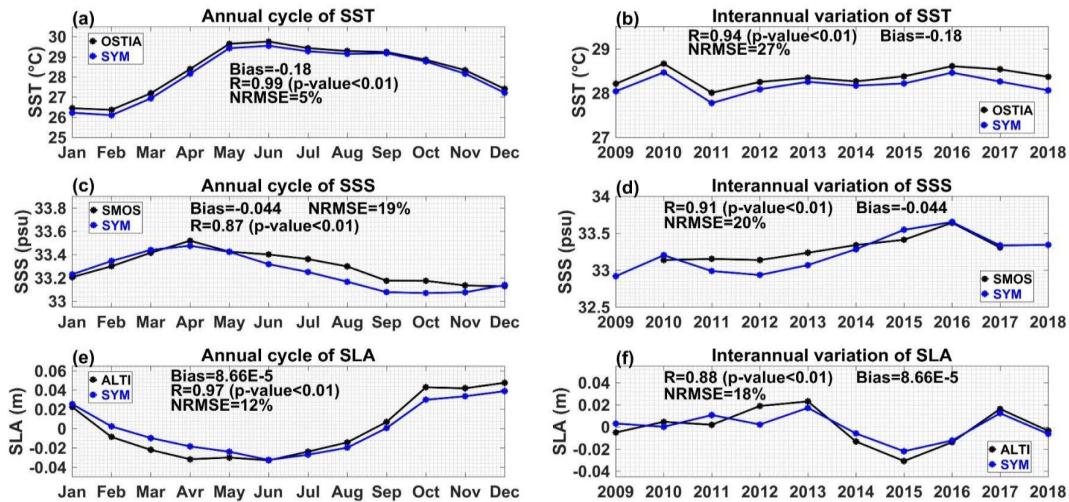 (a) Annual cycle of SST
OSTIA
SYM
Bias=-0.18
R=0.99 (p-value<0.01)
NRMSE=5%
SST (°C)
30
29
28
27
26
25
Jan Feb Mar Apr May Jun Jul Aug Sep Oct Nov Dec
(b) Interannual variation of SST
R=0.94 (p-value<0.01) Bias=-0.18
NRMSE=27%
SST (°C)
29
28
27
OSTIA
SYM
2009 2010 2011 2012 2013 2014 2015 2016 2017 2018
(c) Annual cycle of SSS
SMOS
SYM
Bias=-0.044 NRMSE=19%
R=0.87 (p-value<0.01)
SSS (psu)
33.8
33.6
33.4
33.2
33
Jan Feb Mar Apr May Jun Jul Aug Sep Oct Nov Dec
(d) Interannual variation of SSS
R=0.91 (p-value<0.01) Bias=-0.044
NRMSE=20%
SSS (psu)
34
33.5
33
32.5
SMOS
SYM
2009 2010 2011 2012 2013 2014 2015 2016 2017 2018
(e) Annual cycle of SLA
ALTI
SYM
Bias=8.66E-5
R=0.97 (p-value<0.01)
NRMSE=12%
SLA (m)
0.06
0.04
0.02
0
-0.02
-0.04
Jan Feb Mar Avr May Jun Jul Aug Sep Oct Nov Dec
(f) Interannual variation of SLA
R=0.88 (p-value<0.01) Bias=8.66E-5
NRMSE=18%
SLA (m)
0.04
0.02
0
-0.02
-0.04
ALTI
SYM
2009 2010 2011 2012 2013 2014 2015 2016 2017 2018